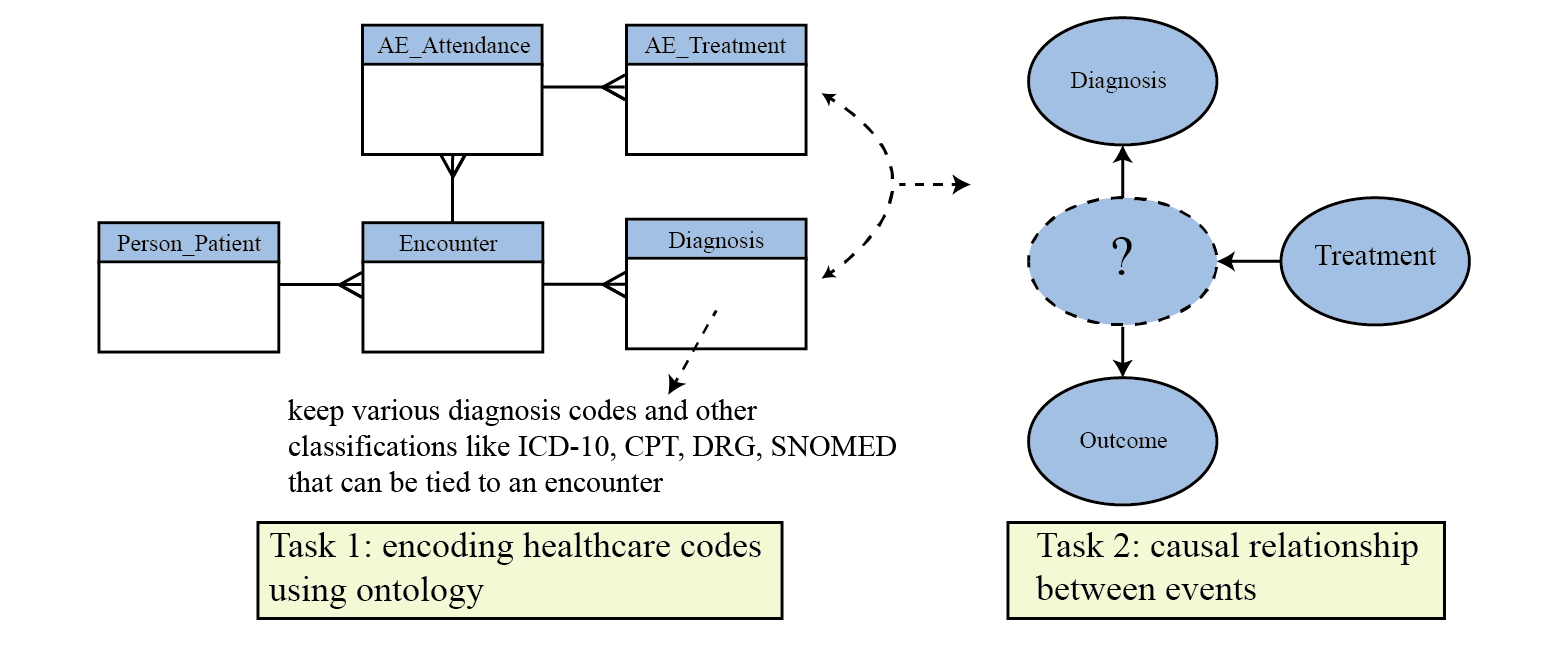 AE_Attendance
AE_Treatment
Person_Patient
Encounter
Diagnosis
keep various diagnosis codes and other
classifications like ICD-10, CPT, DRG, SNOMED
that can be tied to an encounter
Task 1: encoding healthcare codes
using ontology
Diagnosis
?
Treatment
Outcome
Task 2: causal relationship
between events